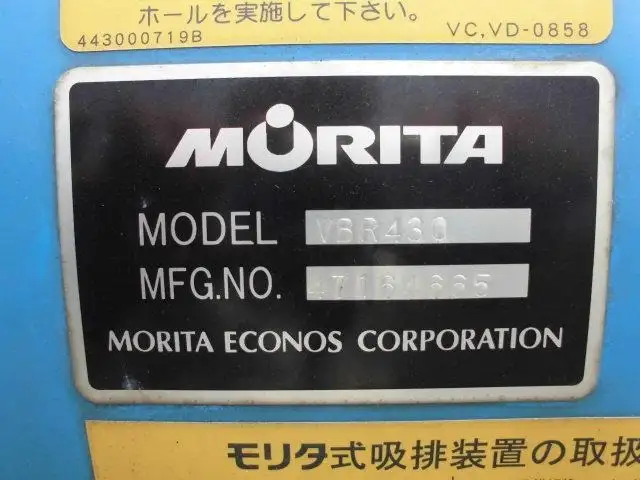 ホールを実施して下さい。
443000719B VC,VD-0858
MORITA
MODEL VBR430
MFG.NO. 47164665
MORITA ECONOS CORPORATION
モリタ式吸排装置の取扱